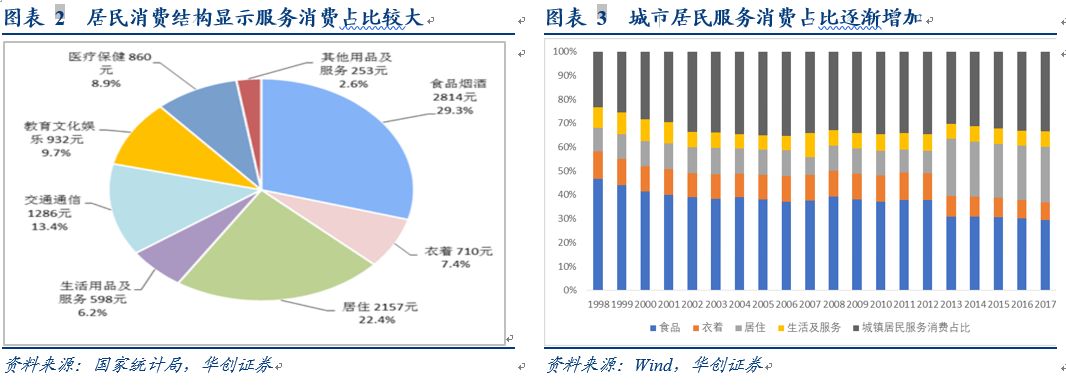 图表 2 居民消费结构显示服务消费占比较大
医疗保健 860
元
8.9%
其他用品及
服务 253元
2.6%
食品烟酒
2814元
29.3%
教育文化娱
乐 932元
9.7%
交通通信
1286元
13.4%
衣着 710元
7.4%
生活用品及
服务 598元
6.2%
居住 2157元
22.4%
资料来源：国家统计局，华创证券
图表 3 城市居民服务消费占比逐渐增加
100%
90%
80%
70%
60%
50%
40%
30%
20%
10%
0%
1998 1999 2000 2001 2002 2003 2004 2005 2006 2007 2008 2009 2010 2011 2012 2013 2014 2015 2016 2017
食品 衣着 居住 生活及服务 城镇居民服务消费占比
资料来源：Wind，华创证券